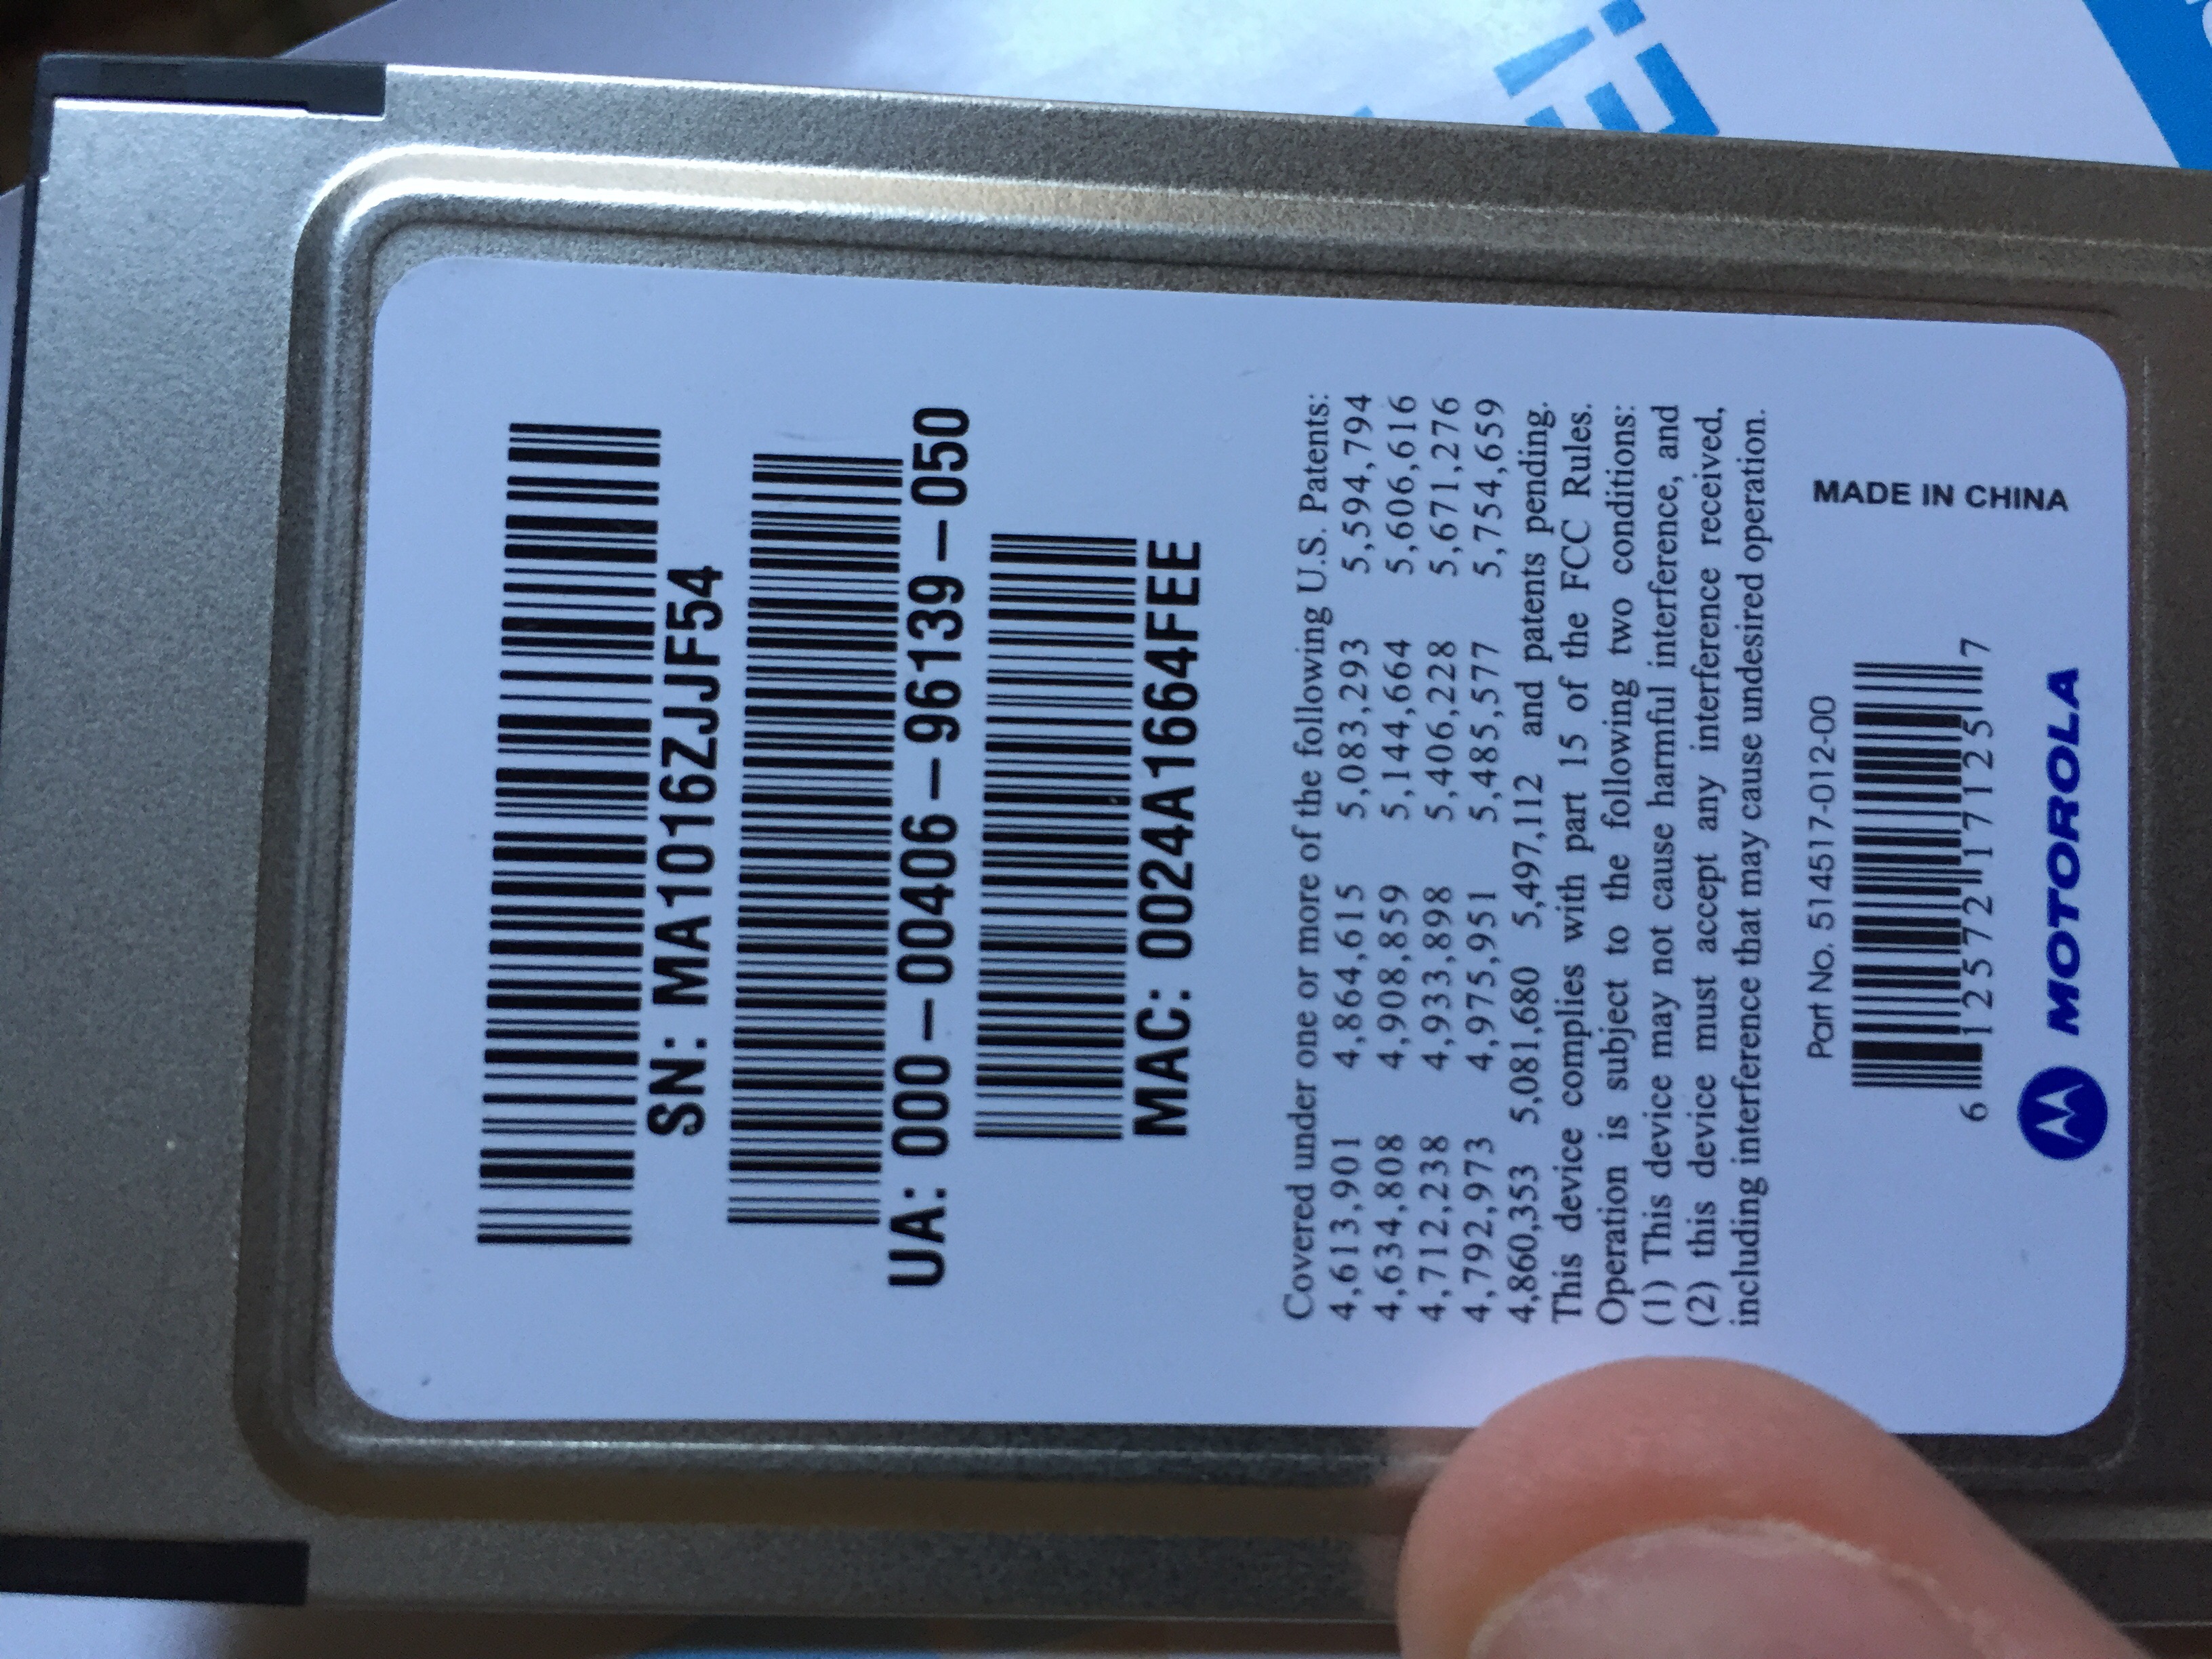 SN: MA1016ZJJF54
UA: 000-00406-96139-050
MAC: 0024A1664FEE
Covered under one or more of the following U.S. Patents:
4,613,901 4,864,615 5,083,293 5,594,794
4,634,808 4,908,859 5,144,664 5,606,616
4,712,238 4,933,898 5,406,228 5,671,276
4,792,973 4,975,951 5,485,577 5,754,659
4,860,353 5,081,680 5,497,112 and patents pending.
This device complies with part 15 of the FCC Rules.
Operation is subject to the following two conditions:
(1) This device may not cause harmful interference, and
(2) this device must accept any interference received,
including interference that may cause undesired operation.
Part No. 514517-012-00
MADE IN CHINA
6 12572 17125 7
MOTOROLA